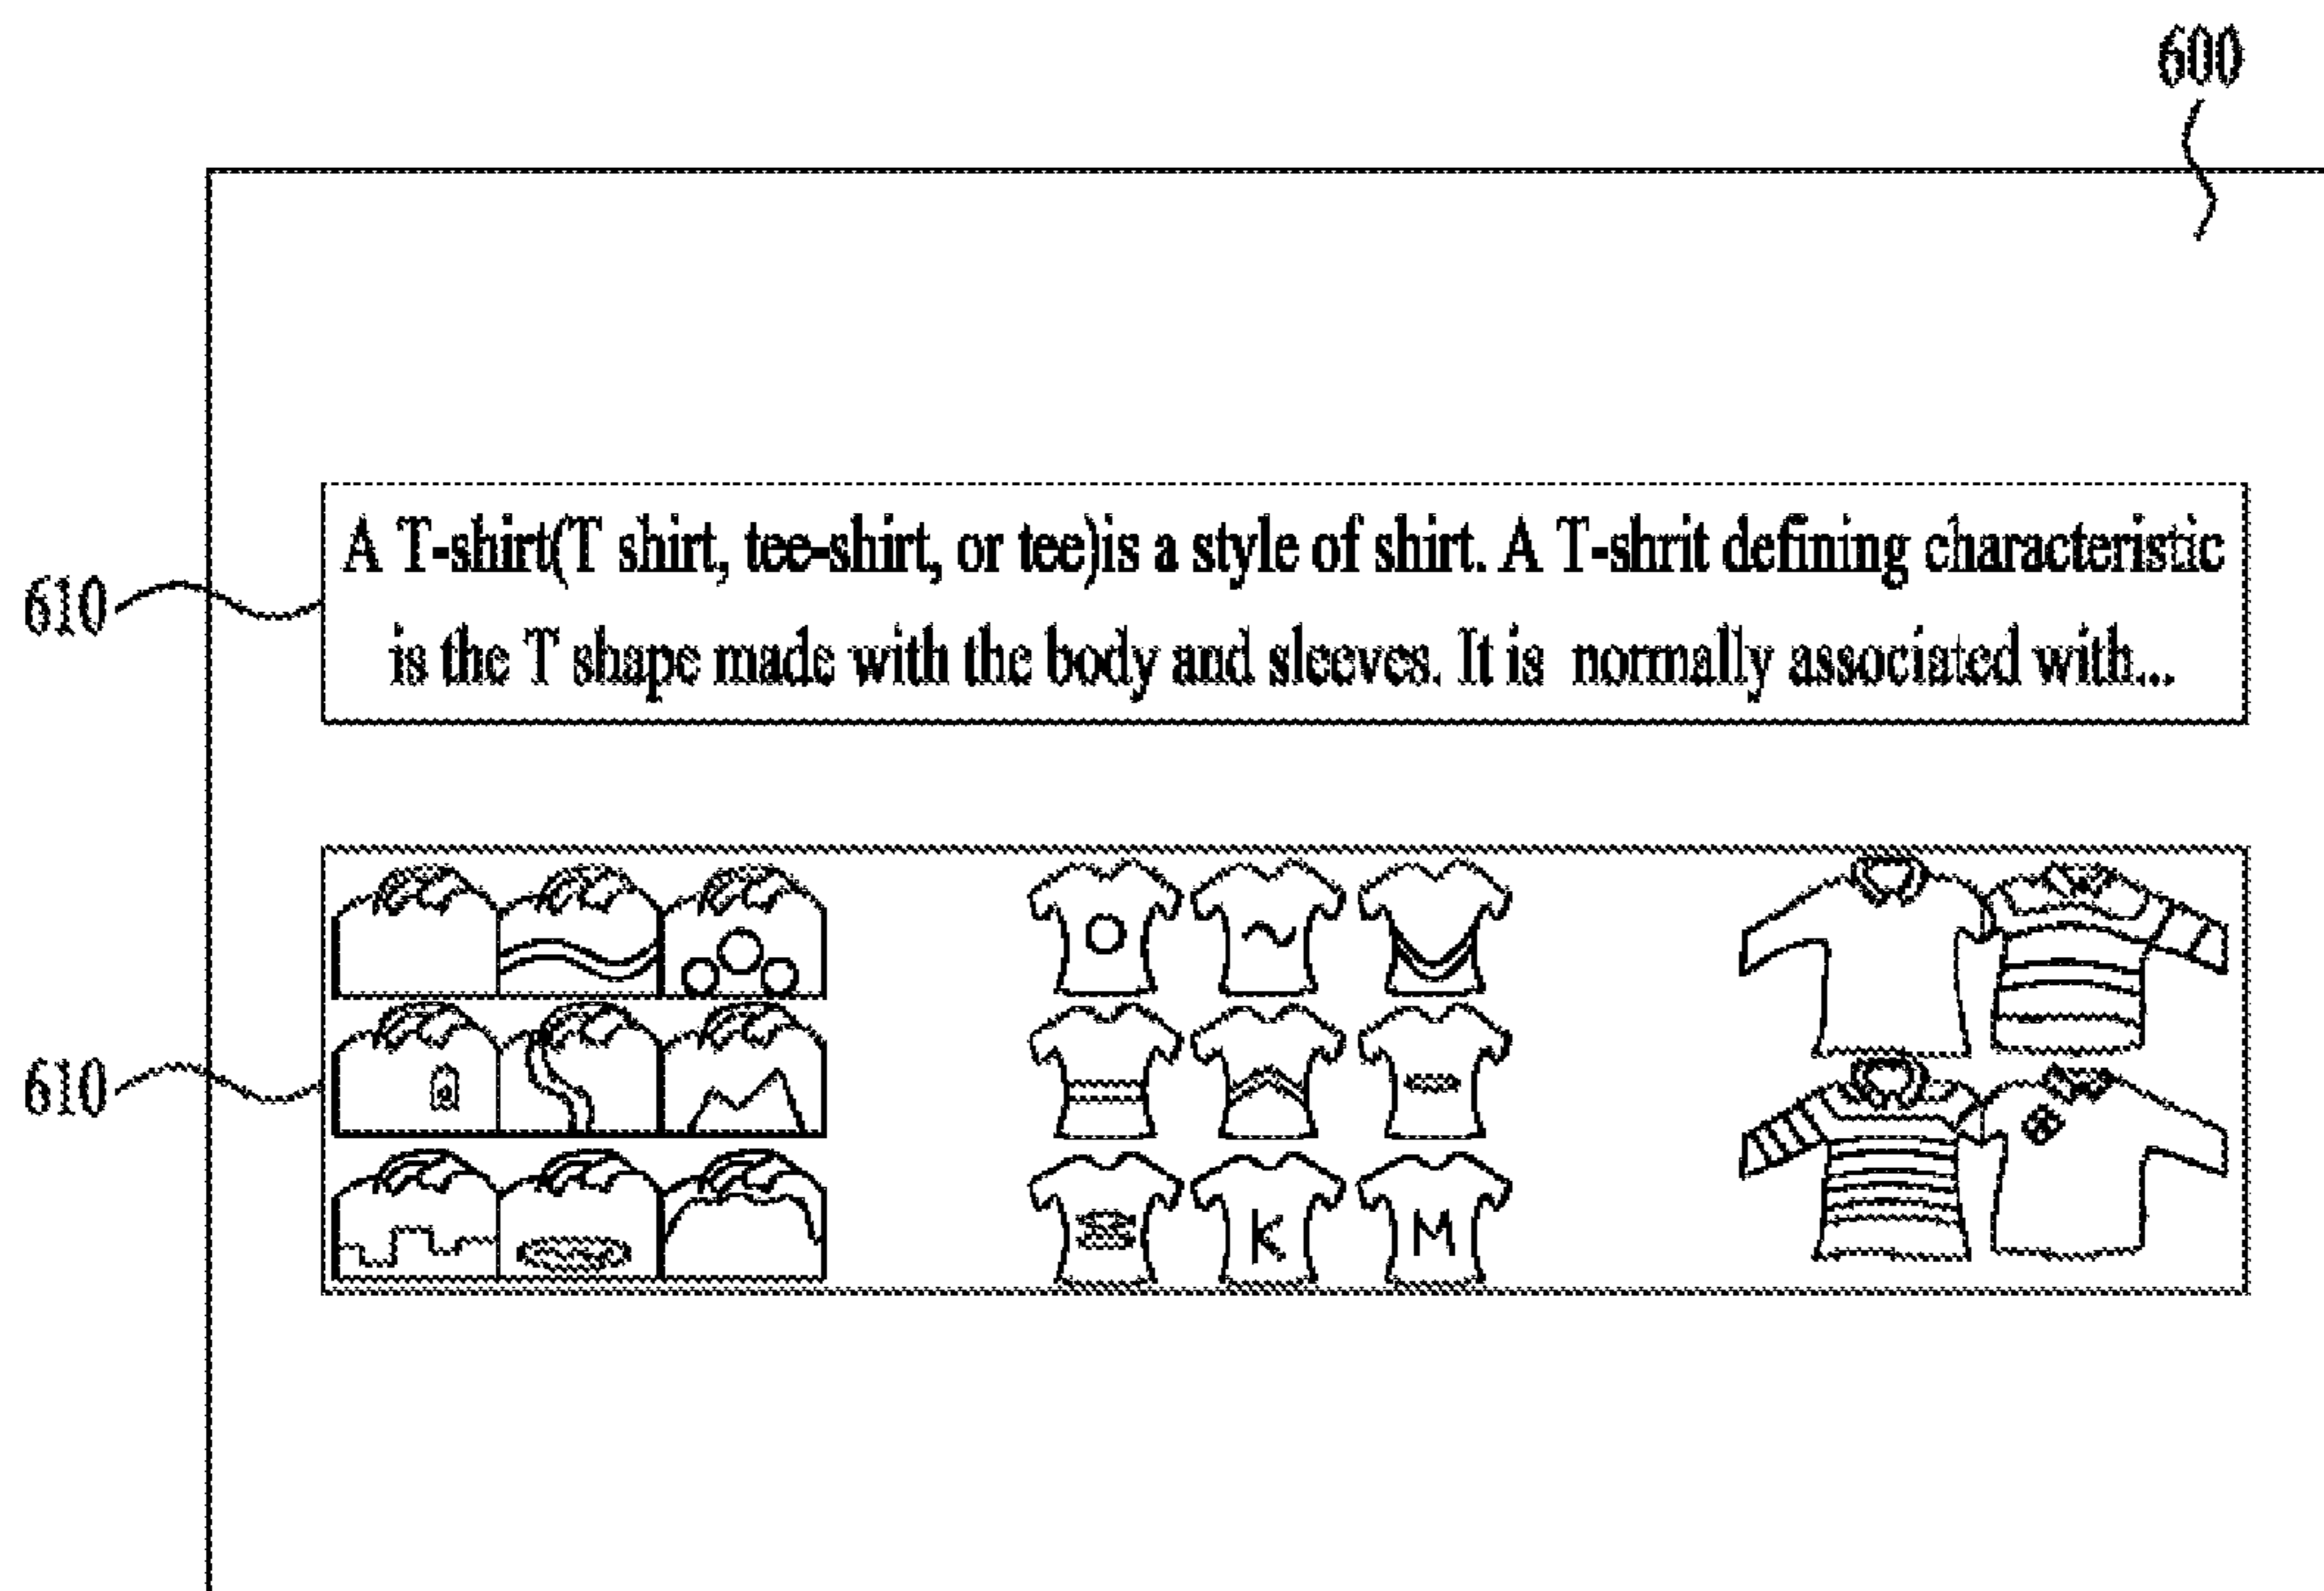 600
610
A T-shirt(T shirt, tee-shirt, or tee)is a style of shirt. A T-shrit defining characteristic
is the T shape made with the body and sleeves. It is normally associated with...
610
K
M